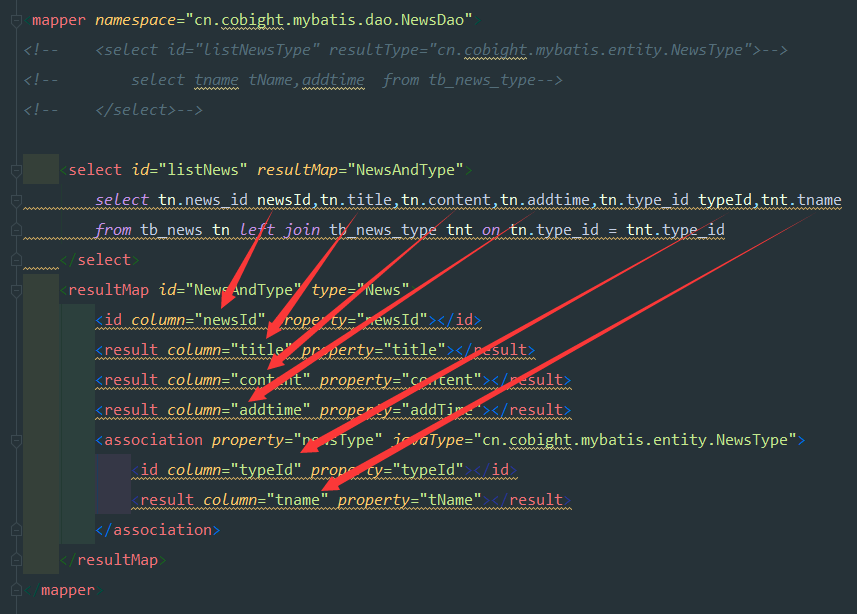 mapper namespace="cn.cobight.mybatis.dao.NewsDao"
<!--    <select id="listNewsType" resultType="cn.cobight.mybatis.entity.NewsType">-->
<!--        select tname tName,addtime  from tb_news_type-->
<!--    </select>-->
<select id="listNews" resultMap="NewsAndType">
select tn.news_id newsId,tn.title,tn.content,tn.addtime,tn.type_id typeId,tnt.tname
from tb_news tn left join tb_news_type tnt on tn.type_id = tnt.type_id
</select>
<resultMap id="NewsAndType" type="News"
<id column="newsId" property="newsId"></id>
<result column="title" property="title"></result>
<result column="content" property="content"></result>
<result column="addtime" property="addTime"></result>
<association property="newsType" javaType="cn.cobight.mybatis.entity.NewsType">
<id column="typeId" property="typeId"></id>
<result column="tname" property="tName"></result>
</association>
</resultMap>
mapper